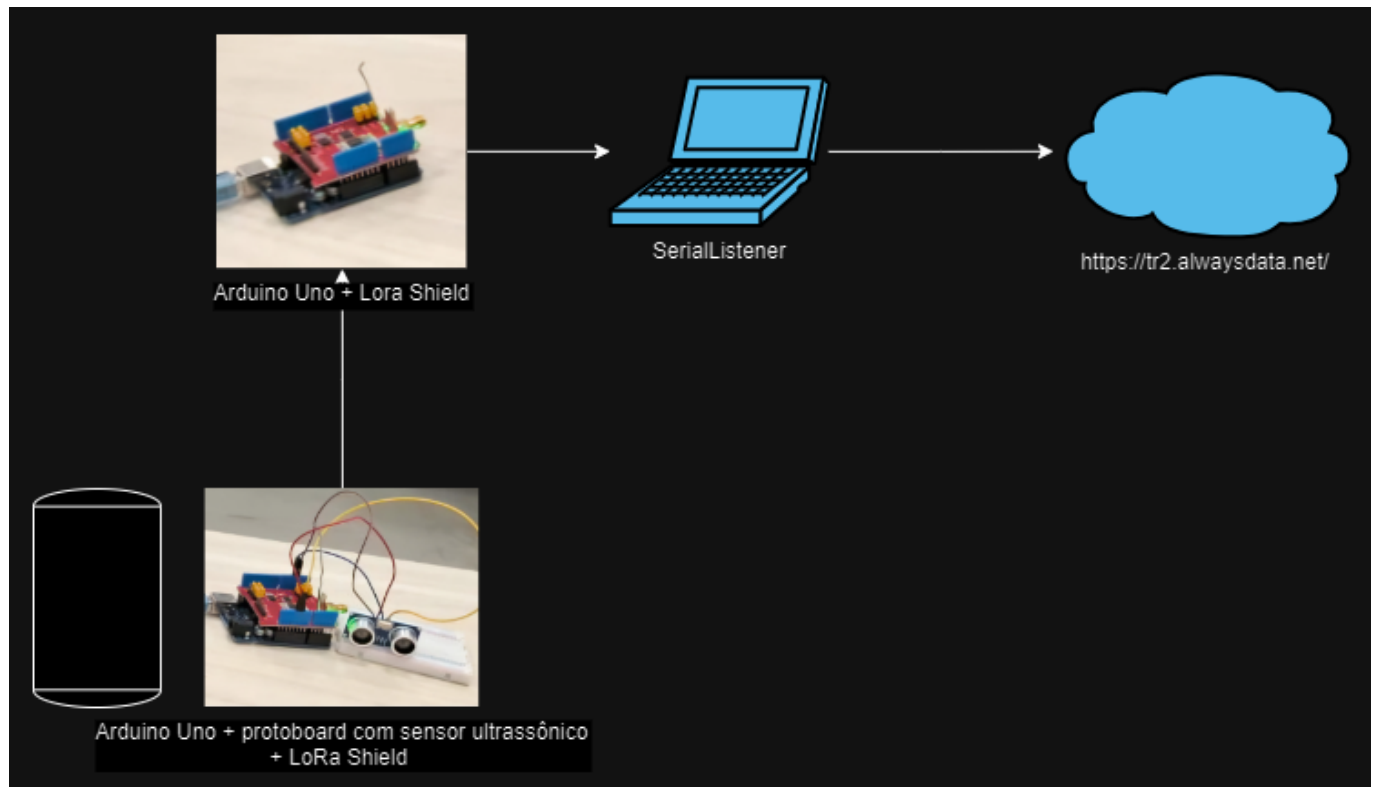 Arduino Uno + Lora Shield
SerialListener
https://tr2.alwaysdata.net/
Arduino Uno + protoboard com sensor ultrassônico
+ LoRa Shield